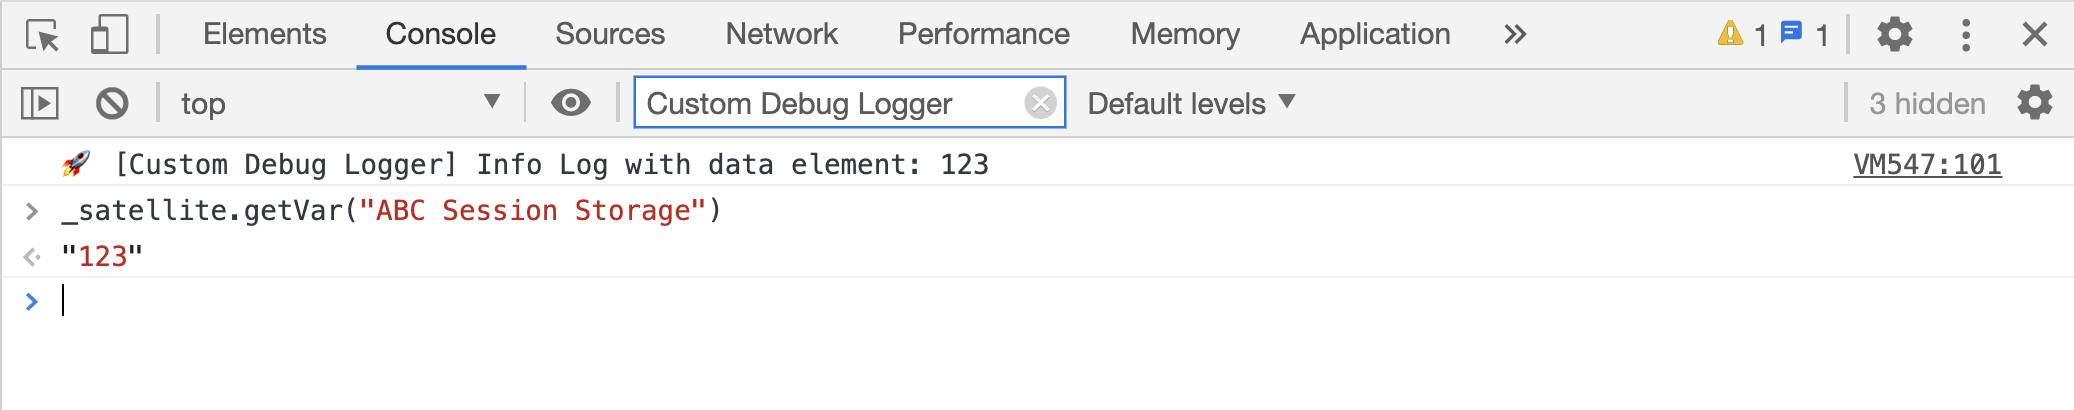 Elements Console Sources Network Performance Memory Application » 1 1
top Custom Debug Logger Default levels 3 hidden
🚀 [Custom Debug Logger] Info Log with data element: 123 VM547:101
> _satellite.getVar("ABC Session Storage")
"123"
>